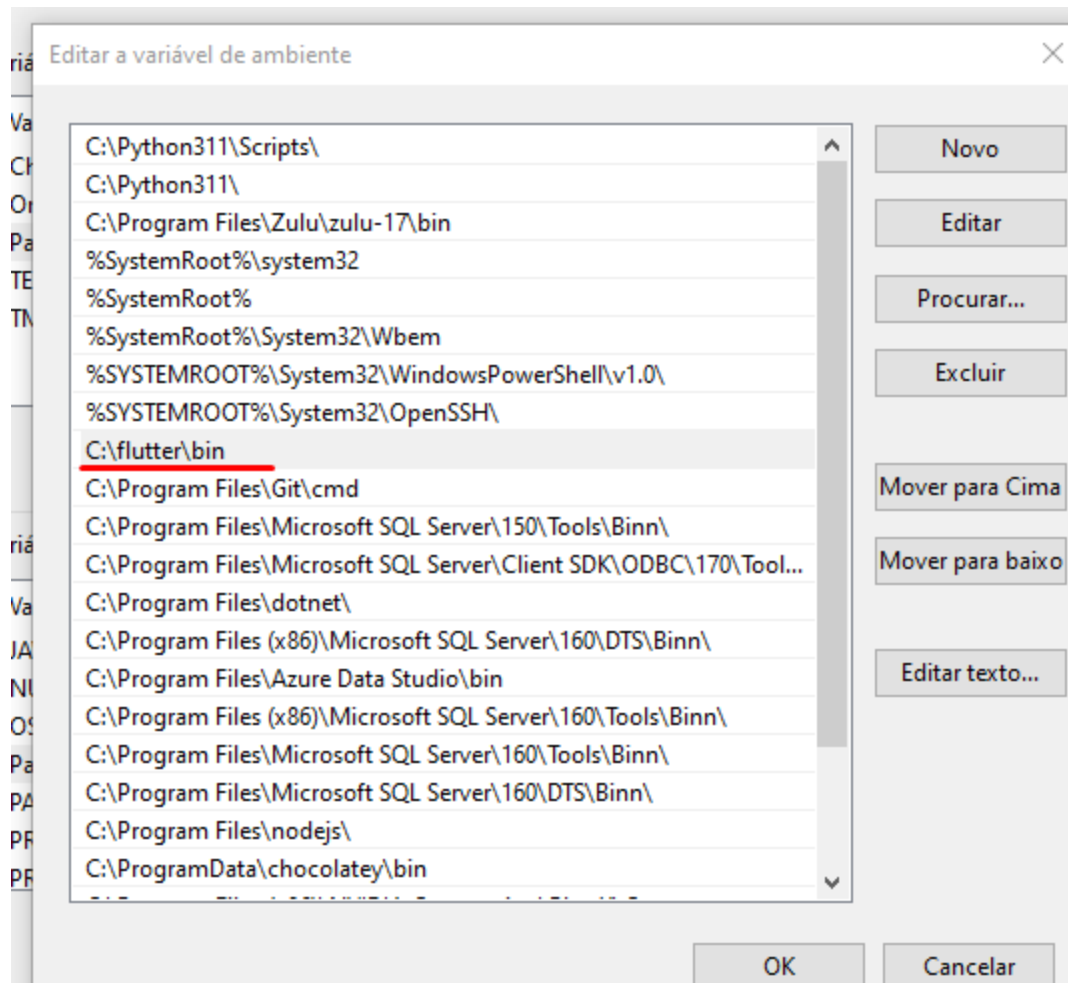 Editar a variável de ambiente
C:\Python311\Scripts\
C:\Python311\
C:\Program Files\Zulu\zulu-17\bin
%SystemRoot%\system32
%SystemRoot%
%SystemRoot%\System32\Wbem
%SYSTEMROOT%\System32\WindowsPowerShell\v1.0\
%SYSTEMROOT%\System32\OpenSSH\
C:\flutter\bin
C:\Program Files\Git\cmd
C:\Program Files\Microsoft SQL Server\150\Tools\Binn\
C:\Program Files\Microsoft SQL Server\Client SDK\ODBC\170\Tool...
C:\Program Files\dotnet\
C:\Program Files (x86)\Microsoft SQL Server\160\DTS\Binn\
C:\Program Files\Azure Data Studio\bin
C:\Program Files (x86)\Microsoft SQL Server\160\Tools\Binn\
C:\Program Files\Microsoft SQL Server\160\Tools\Binn\
C:\Program Files\Microsoft SQL Server\160\DTS\Binn\
C:\Program Files\nodejs\
C:\ProgramData\chocolatey\bin
Novo
Editar
Procurar...
Excluir
Mover para Cima
Mover para baixo
Editar texto...
OK
Cancelar